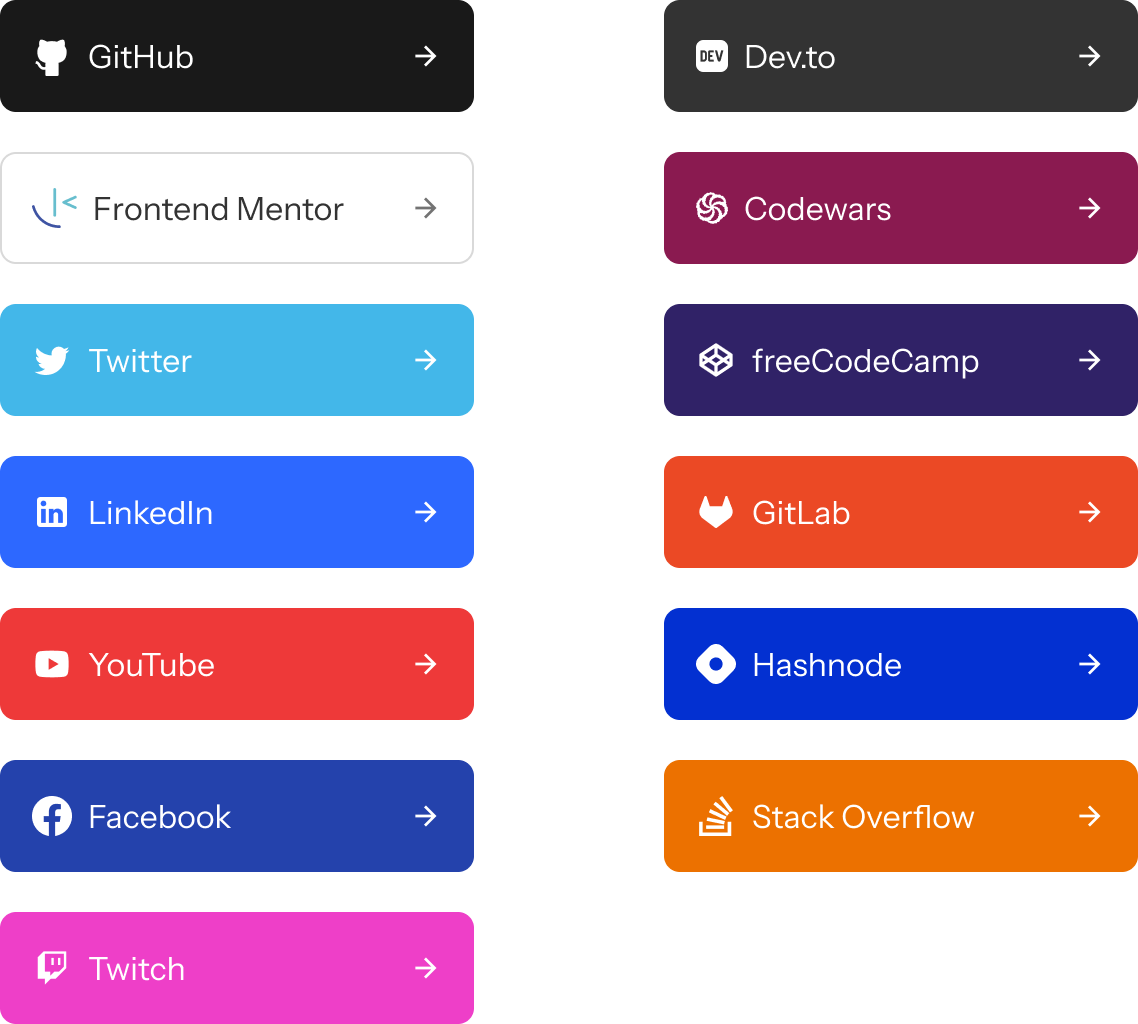 GitHub
Frontend Mentor
Twitter
LinkedIn
YouTube
Facebook
Twitch
DEV Dev.to
Codewars
freeCodeCamp
GitLab
Hashnode
Stack Overflow